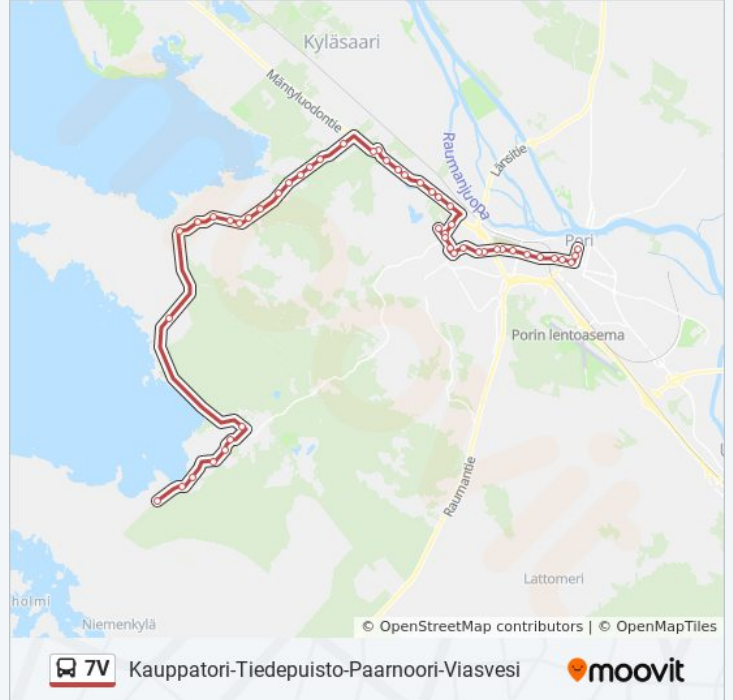 Kyläsaari
Mäntyluodontie
Länsitie
Raumanjuopa
Pori
Porin lentoasema
Raumantie
Lattomeri
holmi
Niemenkylä
© OpenStreetMap contributors | © OpenMapTiles
7V Kauppatori-Tiedepuisto-Paarnoori-Viasvesi moovit